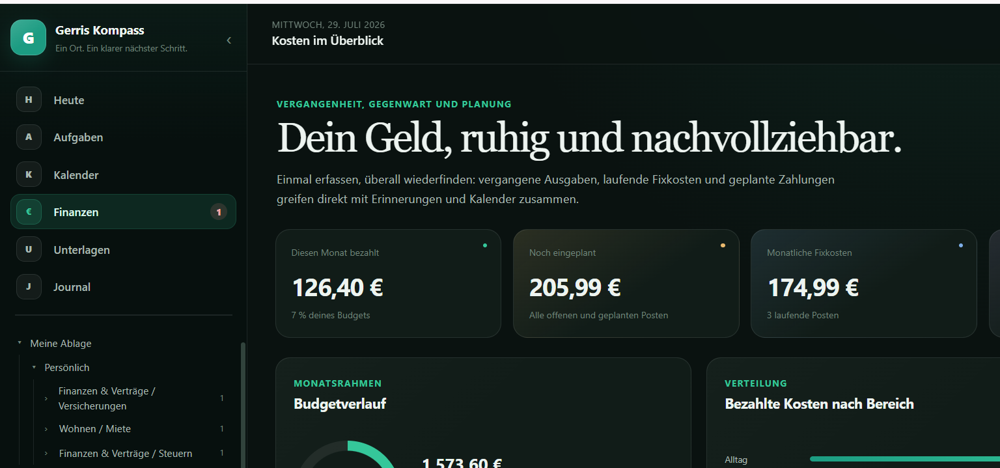 G
Gerris Kompass
Ein Ort. Ein klarer nächster Schritt.
‹
H Heute
A Aufgaben
K Kalender
€ Finanzen 1
U Unterlagen
J Journal
Meine Ablage
Persönlich
Finanzen & Verträge /
Versicherungen 1
Wohnen / Miete 1
Finanzen & Verträge / Steuern 1
MITTWOCH, 29. JULI 2026
Kosten im Überblick
VERGANGENHEIT, GEGENWART UND PLANUNG
Dein Geld, ruhig und nachvollziehbar.
Einmal erfassen, überall wiederfinden: vergangene Ausgaben, laufende Fixkosten und geplante Zahlungen
greifen direkt mit Erinnerungen und Kalender zusammen.
Diesen Monat bezahlt
126,40 €
7 % deines Budgets
Noch eingeplant
205,99 €
Alle offenen und geplanten Posten
Monatliche Fixkosten
174,99 €
3 laufende Posten
MONATSRAHMEN
Budgetverlauf
1.573,60 €
VERTEILUNG
Bezahlte Kosten nach Bereich
Alltag